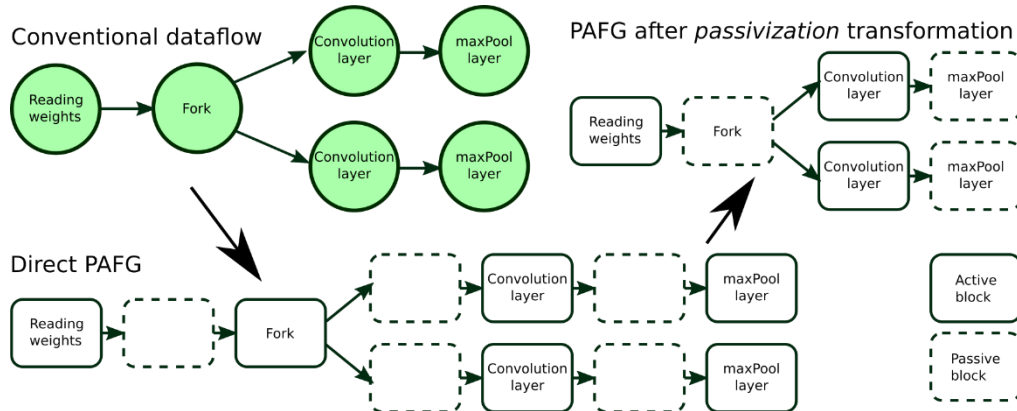 Conventional dataflow
Reading
weights
Fork
Convolution
layer
maxPool
layer
Convolution
layer
maxPool
layer
PAFG after passivization transformation
Reading
weights
Fork
Convolution
layer
maxPool
layer
Convolution
layer
maxPool
layer
Direct PAFG
Reading
weights
Fork
Convolution
layer
maxPool
layer
Convolution
layer
maxPool
layer
Active
block
Passive
block